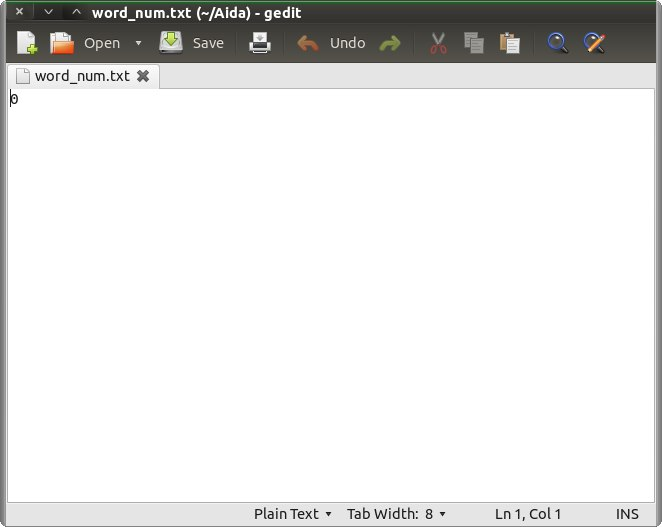 word_num.txt (~/Aida) - gedit
Open Save Undo
word_num.txt
0
Plain Text Tab Width: 8 Ln 1, Col 1 INS